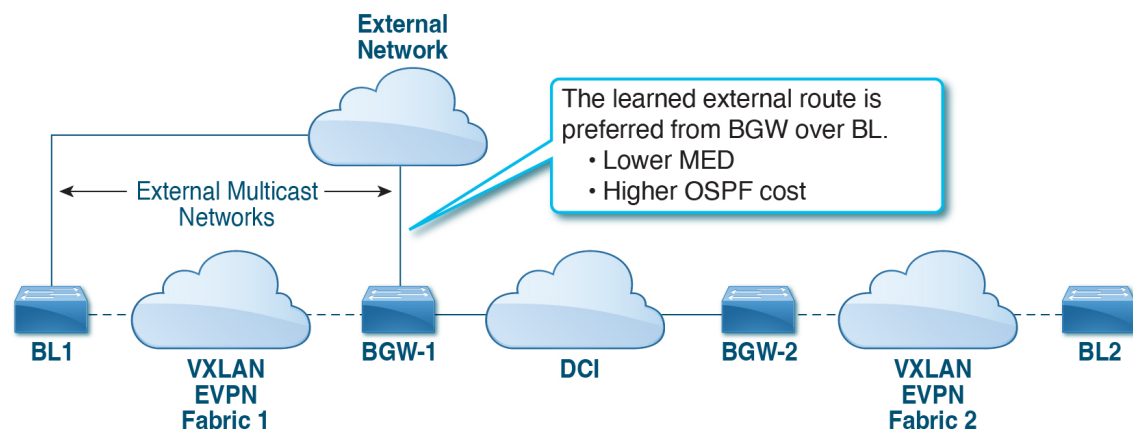 External
Network
The learned external route is
preferred from BGW over BL.
• Lower MED
• Higher OSPF cost
External Multicast
Networks
BL1
VXLAN
EVPN
Fabric 1
BGW-1
DCI
BGW-2
VXLAN
EVPN
Fabric 2
BL2